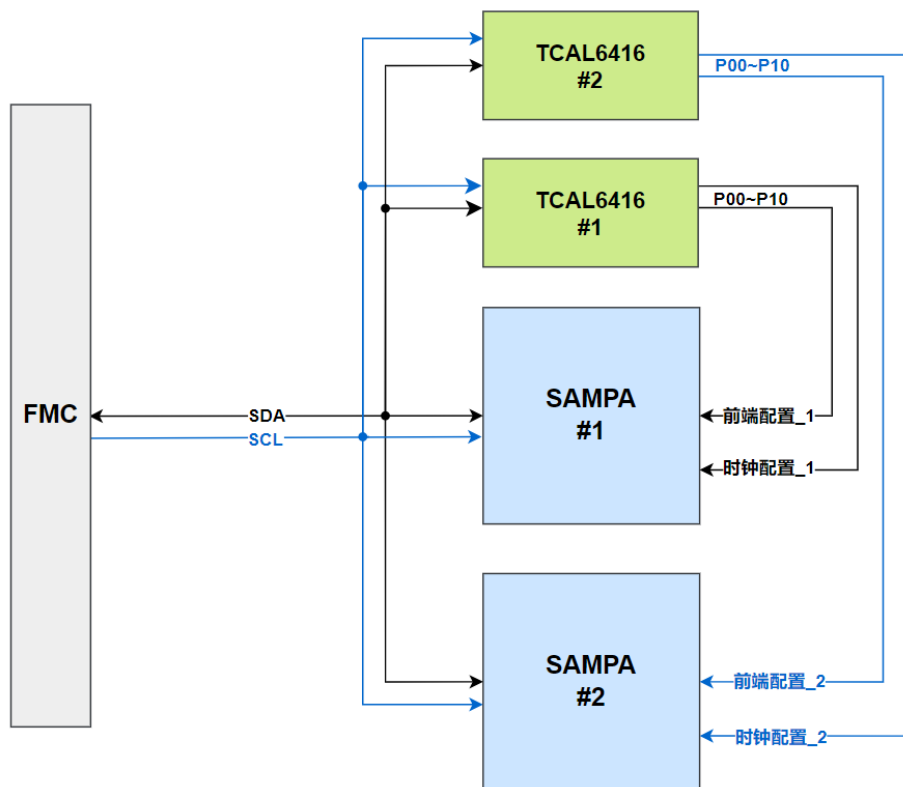 TCAL6416
#2
P00~P10
TCAL6416
#1
P00~P10
FMC
SDA
SCL
SAMPA
#1
前端配置_1
时钟配置_1
SAMPA
#2
前端配置_2
时钟配置_2